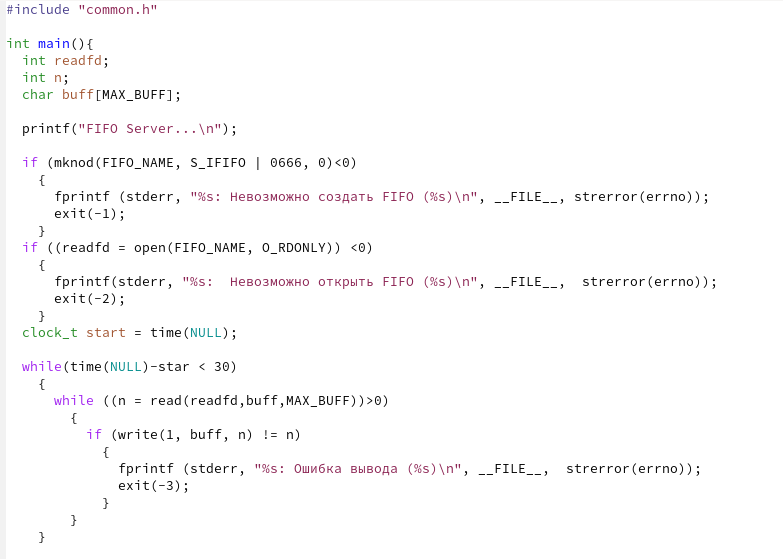 #include "common.h"
int main(){
int readfd;
int n;
char buff[MAX_BUFF];
printf("FIFO Server...\n");
if (mknod(FIFO_NAME, S_IFIFO | 0666, 0)<0)
{
fprintf (stderr, "%s: Невозможно создать FIFO (%s)\n", __FILE__, strerror(errno));
exit(-1);
}
if ((readfd = open(FIFO_NAME, O_RDONLY)) <0)
{
fprintf(stderr, "%s:  Невозможно открыть FIFO (%s)\n", __FILE__,  strerror(errno));
exit(-2);
}
clock_t start = time(NULL);
while(time(NULL)-star < 30)
{
while ((n = read(readfd,buff,MAX_BUFF))>0)
{
if (write(1, buff, n) != n)
{
fprintf (stderr, "%s: Ошибка вывода (%s)\n", __FILE__,  strerror(errno));
exit(-3);
}
}
}